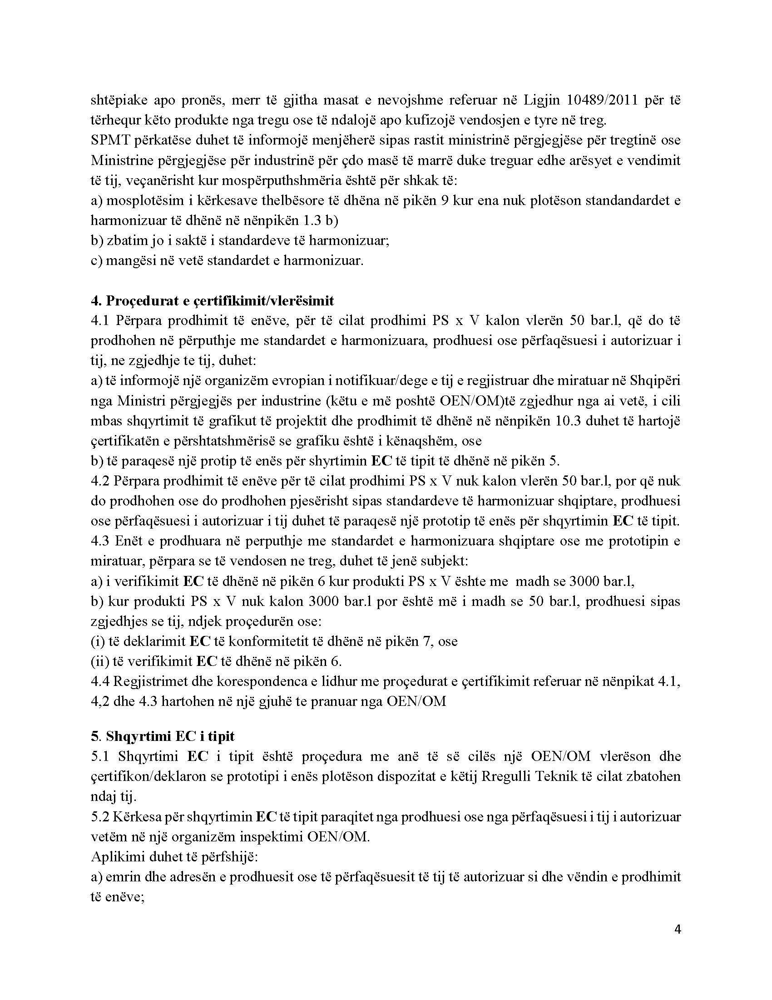 shtëpiake apo pronës, merr të gjitha masat e nevojshme referuar në Ligjin 10489/2011 për të
tërhequr këto produkte nga tregu ose të ndalojë apo kufizojë vendosjen e tyre në treg.
SPMT përkatëse duhet të informojë menjëherë sipas rastit ministrinë përgjegjëse për tregtinë ose
Ministrine përgjegjëse për industrinë për çdo masë të marrë duke treguar edhe arësyet e vendimit
të tij, veçanërisht kur mospërputhshmëria është për shkak të:
a) mosplotësim i kërkesave thelbësore të dhëna në pikën 9 kur ena nuk plotëson standandardet e
harmonizuar të dhënë në nënpikën 1.3 b)
b) zbatim jo i saktë i standardeve të harmonizuar;
c) mangësi në vetë standardet e harmonizuar.
4. Proçedurat e çertifikimit/vlerësimit
4.1 Përpara prodhimit të enëve, për të cilat prodhimi PS x V kalon vlerën 50 bar.l, që do të
prodhohen në përputhje me standardet e harmonizuara, prodhuesi ose përfaqësuesi i autorizuar i
tij, ne zgjedhje te tij, duhet:
a) të informojë një organizëm evropian i notifikuar/dege e tij e regjistruar dhe miratuar në Shqipëri
nga Ministri përgjegjës per industrine (këtu e më poshtë OEN/OM)të zgjedhur nga ai vetë, i cili
mbas shqyrtimit të grafikut të projektit dhe prodhimit të dhënë në nënpikën 10.3 duhet të hartojë
çertifikatën e përshtatshmërisë se grafiku është i kënaqshëm, ose
b) të paraqesë një protip të enës për shyrtimin EC të tipit të dhënë në pikën 5.
4.2 Përpara prodhimit të enëve për të cilat prodhimi PS x V nuk kalon vlerën 50 bar.l, por që nuk
do prodhohen ose do prodhohen pjesërisht sipas standardeve të harmonizuar shqiptare, prodhuesi
ose përfaqësuesi i autorizuar i tij duhet të paraqesë një prototip të enës për shqyrtimin EC të tipit.
4.3 Enët e prodhuara në perputhje me standardet e harmonizuara shqiptare ose me prototipin e
miratuar, përpara se të vendosen ne treg, duhet të jenë subjekt:
a) i verifikimit EC të dhënë në pikën 6 kur produkti PS x V ështe me  madh se 3000 bar.l,
b) kur produkti PS x V nuk kalon 3000 bar.l por është më i madh se 50 bar.l, prodhuesi sipas
zgjedhjes se tij, ndjek proçedurën ose:
(i) të deklarimit EC të konformitetit të dhënë në pikën 7, ose
(ii) të verifikimit EC të dhënë në pikën 6.
4.4 Regjistrimet dhe korespondenca e lidhur me proçedurat e çertifikimit referuar në nënpikat 4.1,
4,2 dhe 4.3 hartohen në një gjuhë te pranuar nga OEN/OM
5. Shqyrtimi EC i tipit
5.1 Shqyrtimi EC i tipit është proçedura me anë të së cilës një OEN/OM vlerëson dhe
çertifikon/deklaron se prototipi i enës plotëson dispozitat e këtij Rregulli Teknik të cilat zbatohen
ndaj tij.
5.2 Kërkesa për shqyrtimin EC të tipit paraqitet nga prodhuesi ose nga përfaqësuesi i tij i autorizuar
vetëm në një organizëm inspektimi OEN/OM.
Aplikimi duhet të përfshijë:
a) emrin dhe adresën e prodhuesit ose të përfaqësuesit të tij të autorizuar si dhe vëndin e prodhimit
të enëve;
4